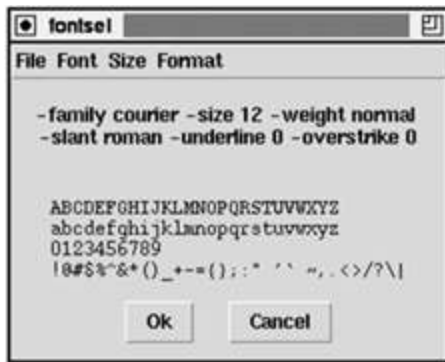 fontsel
File Font Size Format
-family courier -size 12 -weight normal
-slant roman -underline 0 -overstrike 0
ABCDEFGHIJKLMNOPQRSTUVWXYZ
abcdefghijklmnopqrstuvwxyz
0123456789
!@#$%^&*()_+-={};:" ´` ~,.<>/?\|
Ok Cancel